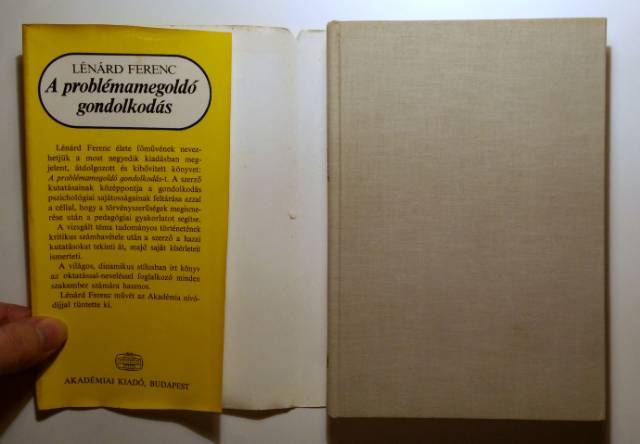 LÉNÁRD FERENC
A problémamegoldó
gondolkodás
Lénárd Ferenc élete főművének nevez-
hetjük a most negyedik kiadásban meg-
jelent, átdolgozott és kibővített könyvet:
A problémamegoldó gondolkodás-t. A szerző
kutatásainak középpontja a gondolkodás
pszichológiai sajátosságainak feltárása azzal
a céllal, hogy a törvényszerűségek megisme-
rése után a pedagógiai gyakorlatot segítse.
A vizsgált téma tudományos történetének
kritikus számbavétele után a szerző a hazai
kutatásokat tekinti át, majd saját kísérleteit
ismerteti.
A világos, dinamikus stílusban írt könyv
az oktatással-neveléssel foglalkozó minden
szakember számára hasznos.
Lénárd Ferenc művét az Akadémia nívó-
díjjal tüntette ki.
AKADÉMIAI KIADÓ, BUDAPEST